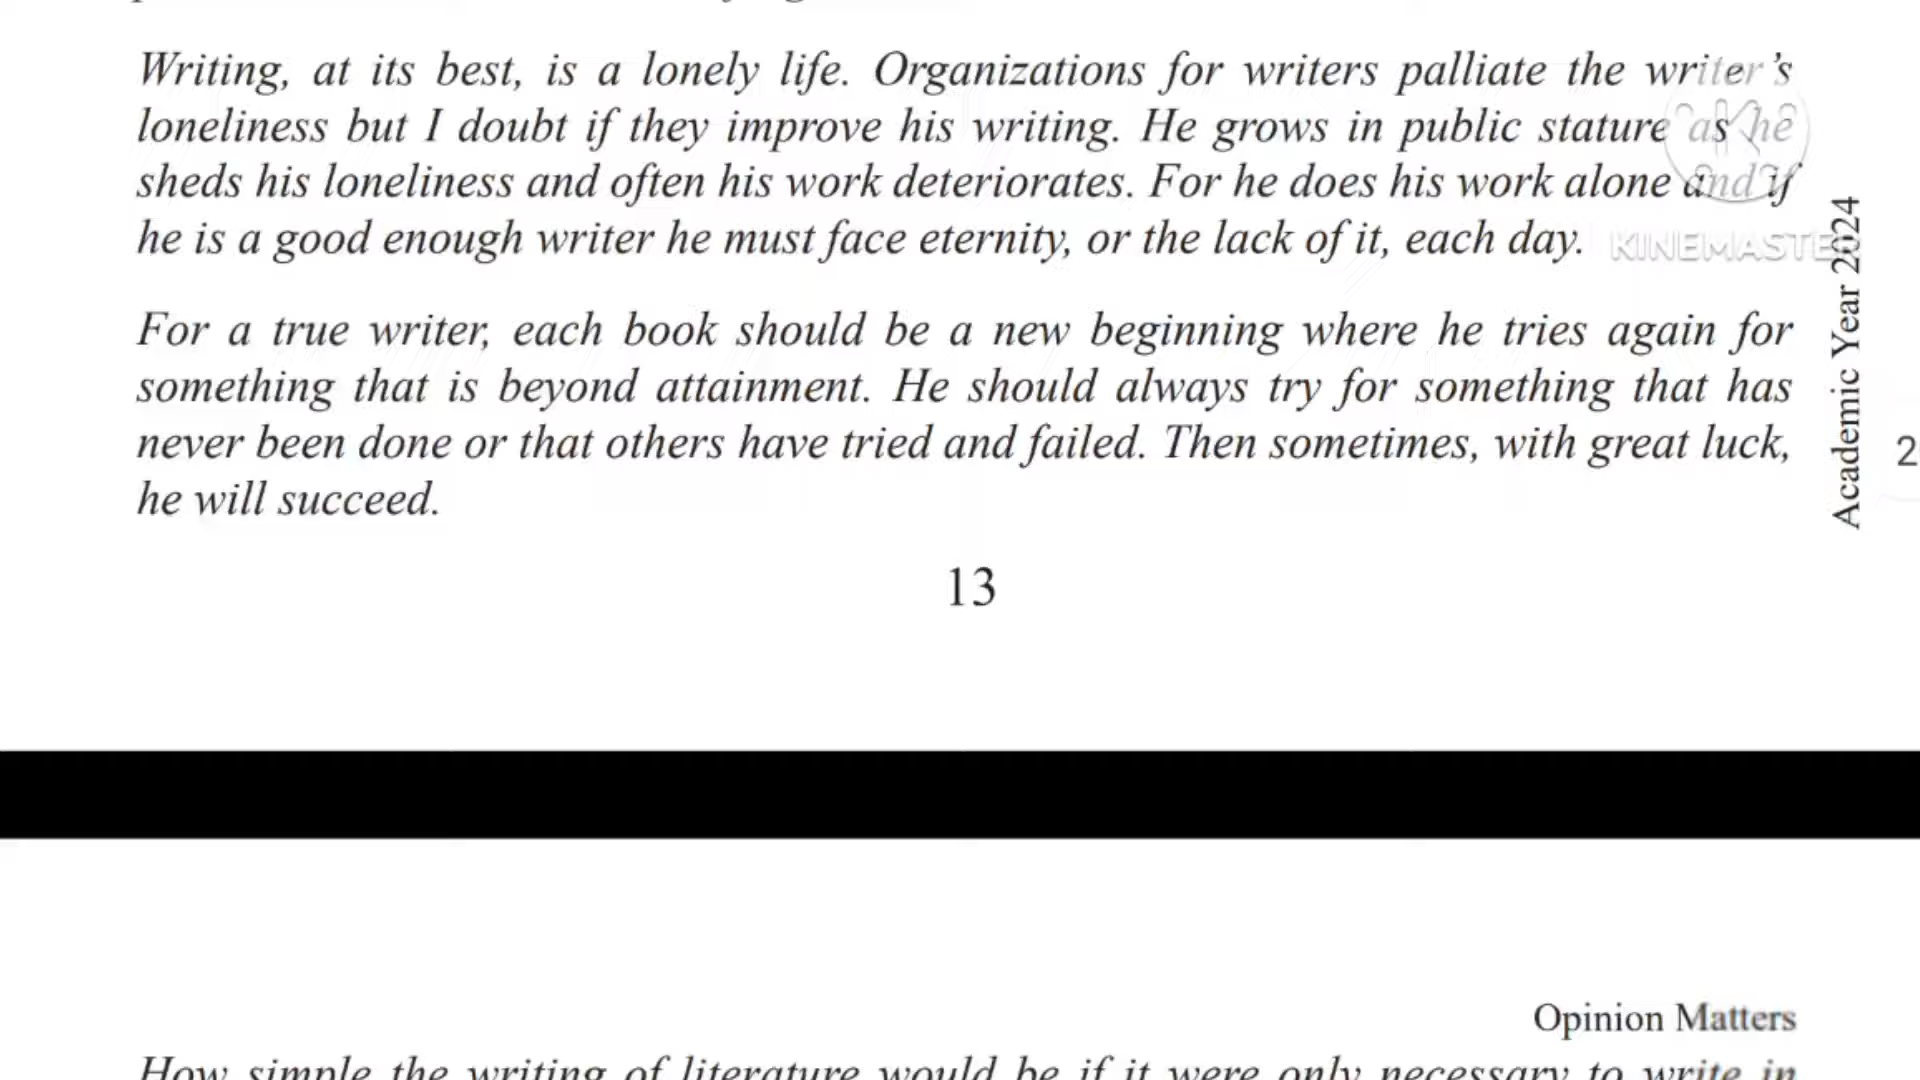 Writing, at its best, is a lonely life. Organizations for writers palliate the writer's
loneliness but I doubt if they improve his writing. He grows in public stature as he
sheds his loneliness and often his work deteriorates. For he does his work alone and if
he is a good enough writer he must face eternity, or the lack of it, each day.
KINEMASTER
For a true writer, each book should be a new beginning where he tries again for
something that is beyond attainment. He should always try for something that has
never been done or that others have tried and failed. Then sometimes, with great luck,
he will succeed.
Academic Year 2024
2
13
Opinion Matters
How simple the writing of literature would be if it were only necessary to write in